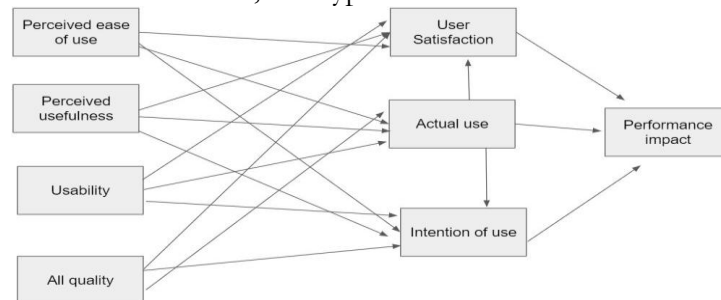 Perceived ease
of use
User
Satisfaction
Perceived
usefulness
Actual use
Performance
impact
Usability
Intention of use
All quality